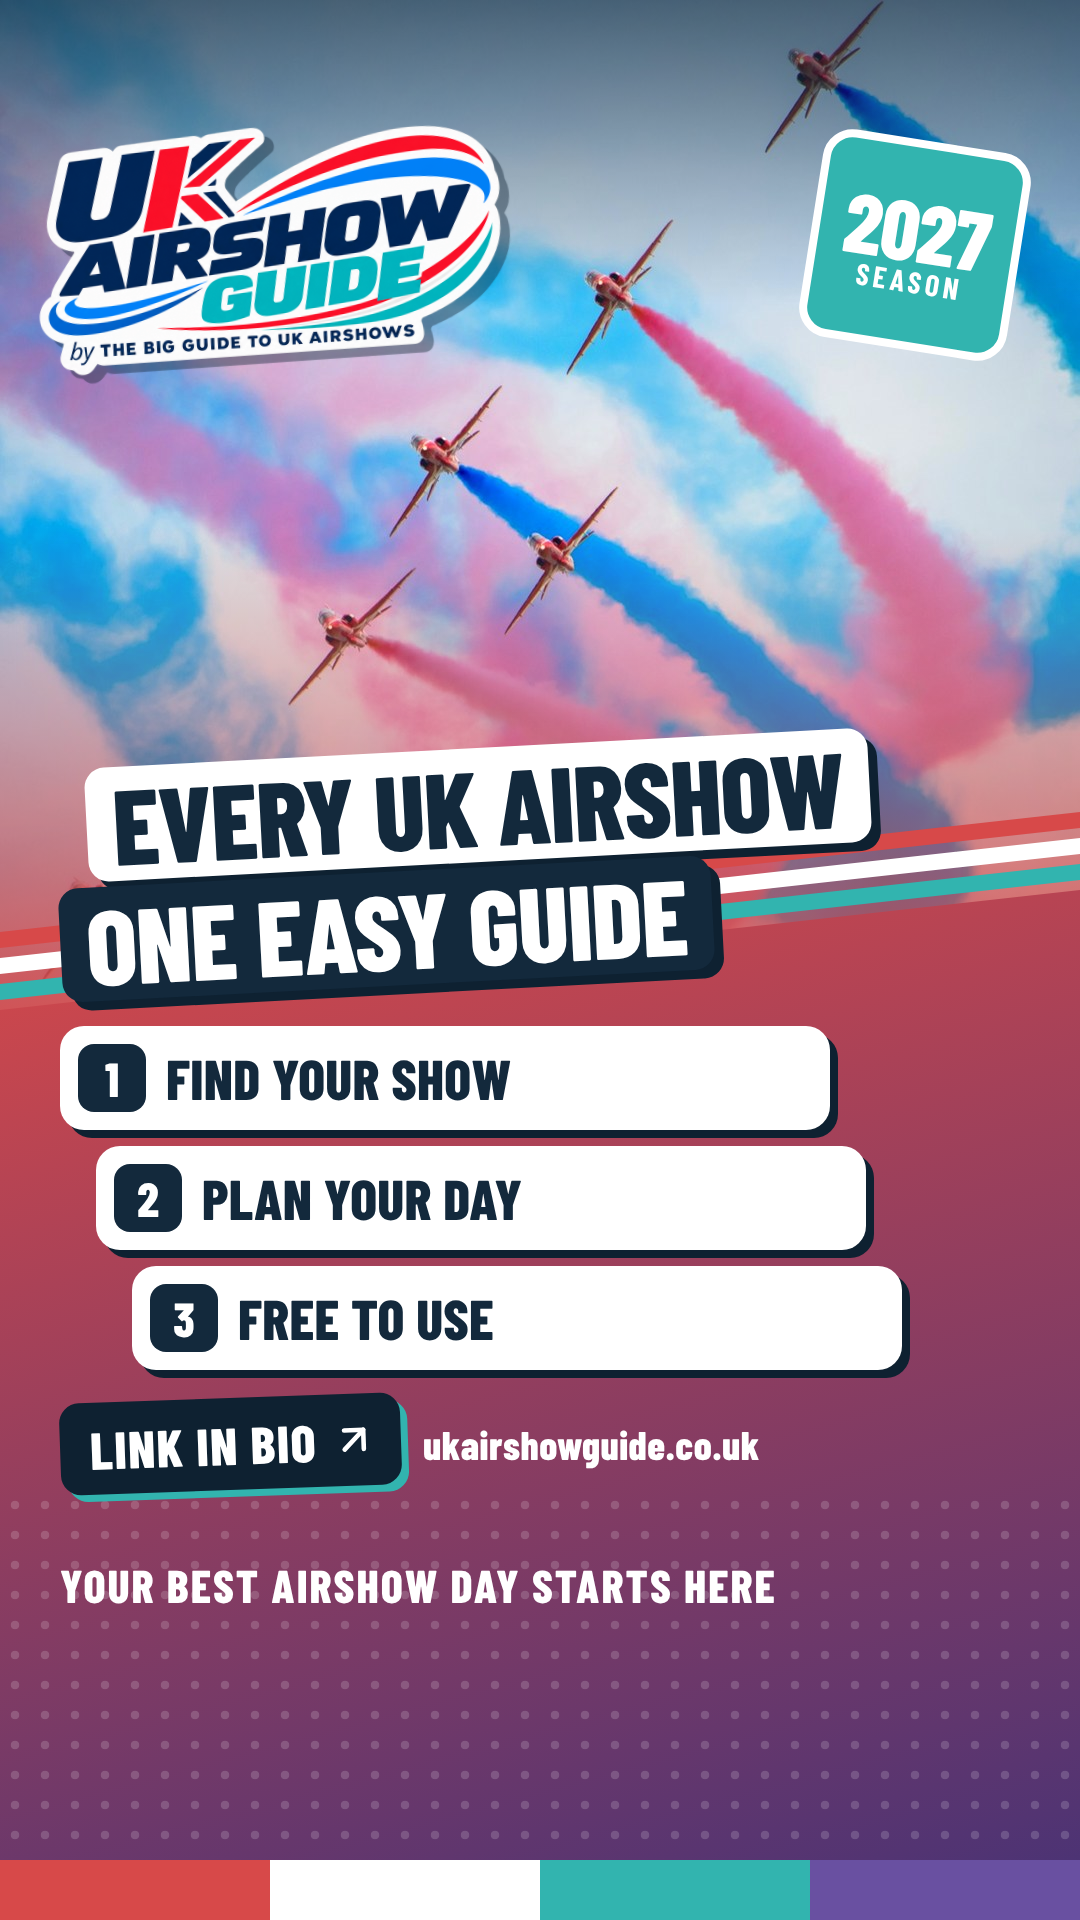 UK
AIRSHOW
GUIDE
by THE BIG GUIDE TO UK AIRSHOWS
2027
SEASON
EVERY UK AIRSHOW
ONE EASY GUIDE
1 FIND YOUR SHOW
2 PLAN YOUR DAY
3 FREE TO USE
LINK IN BIO
ukairshowguide.co.uk
YOUR BEST AIRSHOW DAY STARTS HERE